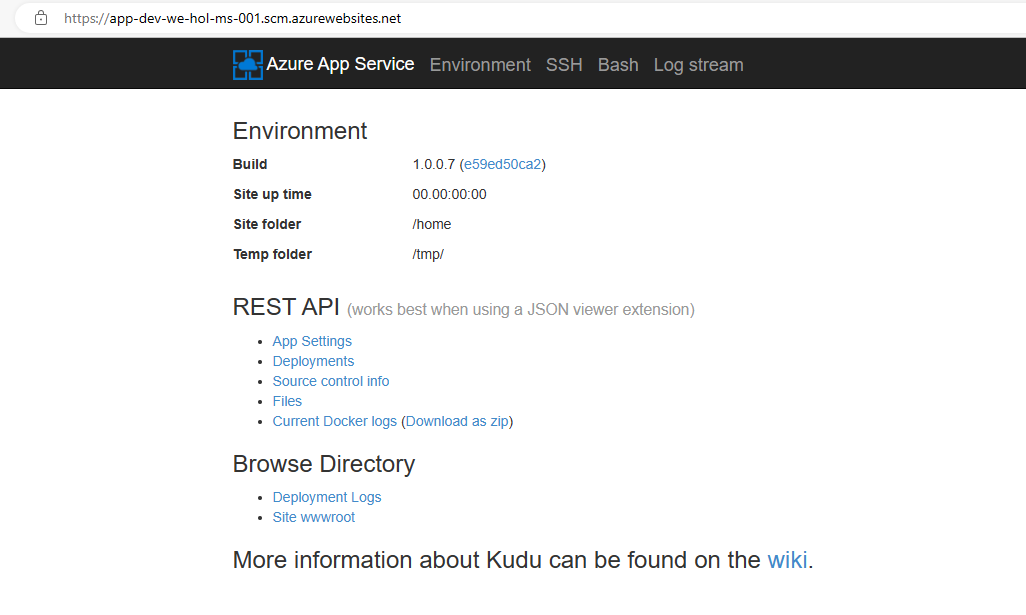 https://app-dev-we-hol-ms-001.scm.azurewebsites.net
Azure App Service Environment SSH Bash Log stream
Environment
Build 1.0.0.7 (e59ed50ca2)
Site up time 00.00:00:00
Site folder /home
Temp folder /tmp/
REST API (works best when using a JSON viewer extension)
• App Settings
• Deployments
• Source control info
• Files
• Current Docker logs (Download as zip)
Browse Directory
• Deployment Logs
• Site wwwroot
More information about Kudu can be found on the wiki.